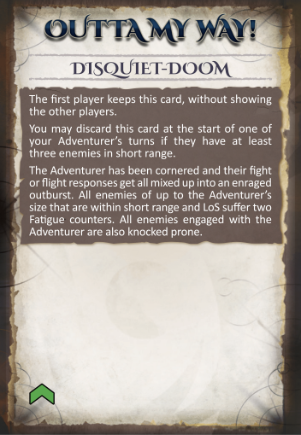 OUTTA MY WAY!
DISQUIET-DOOM
The first player keeps this card, without showing
the other players.
You may discard this card at the start of one of
your Adventurer's turns if they have at least
three enemies in short range.
The Adventurer has been cornered and their fight
or flight responses get all mixed up into an enraged
outburst. All enemies of up to the Adventurer's
size that are within short range and LoS suffer two
Fatigue counters. All enemies engaged with the
Adventurer are also knocked prone.